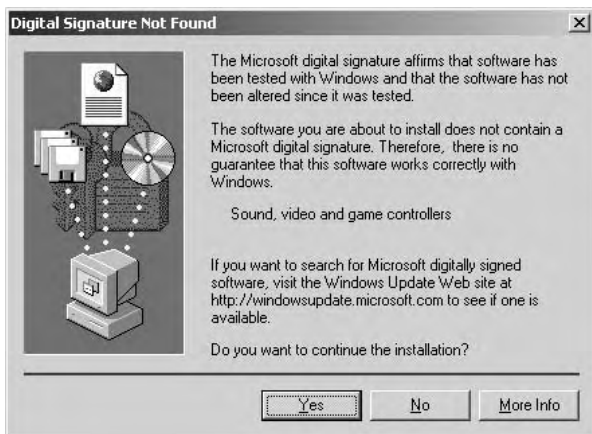 Digital Signature Not Found
The Microsoft digital signature affirms that software has
been tested with Windows and that the software has not
been altered since it was tested.
The software you are about to install does not contain a
Microsoft digital signature. Therefore, there is no
guarantee that this software works correctly with
Windows.
Sound, video and game controllers
If you want to search for Microsoft digitally signed
software, visit the Windows Update Web site at
http://windowsupdate.microsoft.com to see if one is
available.
Do you want to continue the installation?
Yes No More Info